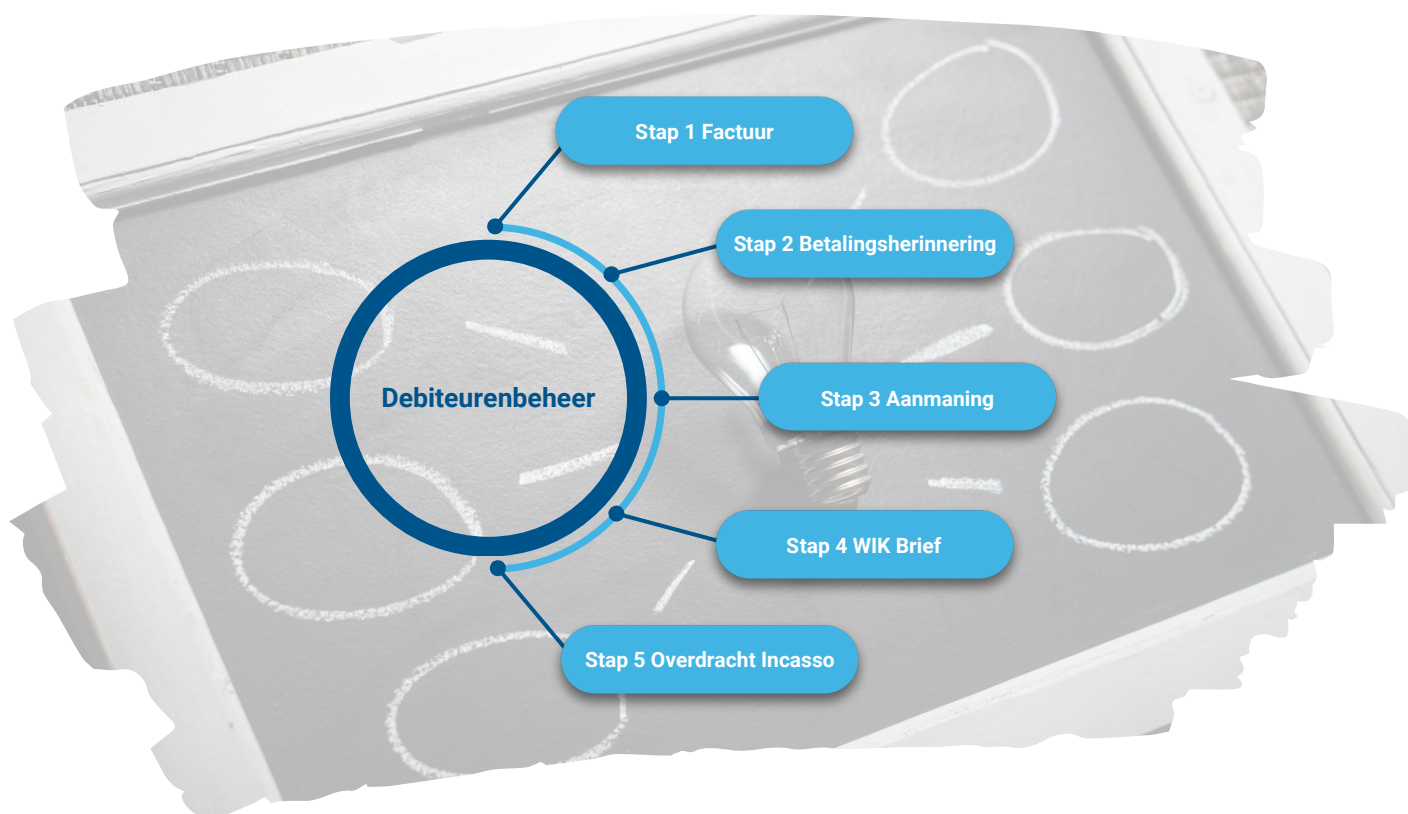 Stap 1 Factuur
Stap 2 Betalingsherinnering
Debiteurenbeheer
Stap 3 Aanmaning
Stap 4 WIK Brief
Stap 5 Overdracht Incasso